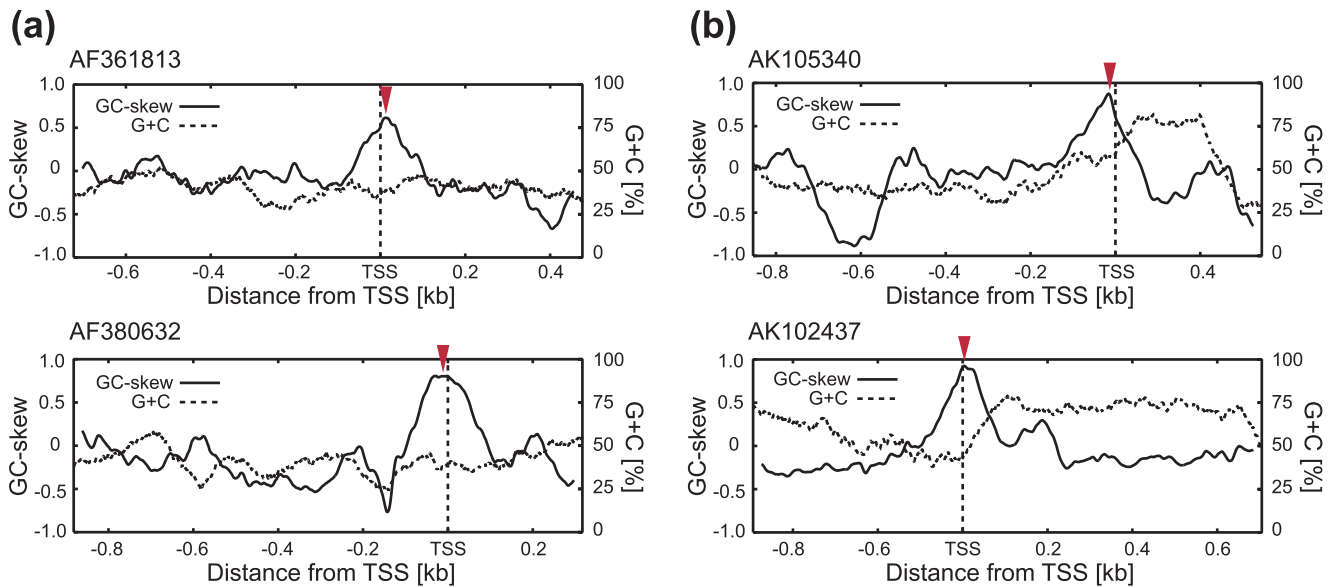 (a)
AF361813
1.0
0.5
0
-0.5
-1.0
GC-skew
GC-skew
G+C
100
75
50
25
0
G+C [%]
-0.6 -0.4 -0.2 TSS 0.2 0.4
Distance from TSS [kb]
AF380632
1.0
0.5
0
-0.5
-1.0
GC-skew
GC-skew
G+C
100
75
50
25
0
G+C [%]
-0.8 -0.6 -0.4 -0.2 TSS 0.2
Distance from TSS [kb]
(b)
AK105340
1.0
0.5
0
-0.5
-1.0
GC-skew
GC-skew
G+C
100
75
50
25
0
G+C [%]
-0.8 -0.6 -0.4 -0.2 TSS 0.4
Distance from TSS [kb]
AK102437
1.0
0.5
0
-0.5
-1.0
GC-skew
GC-skew
G+C
100
75
50
25
0
G+C [%]
-0.8 -0.6 -0.4 TSS 0.2 0.4 0.6
Distance from TSS [kb]